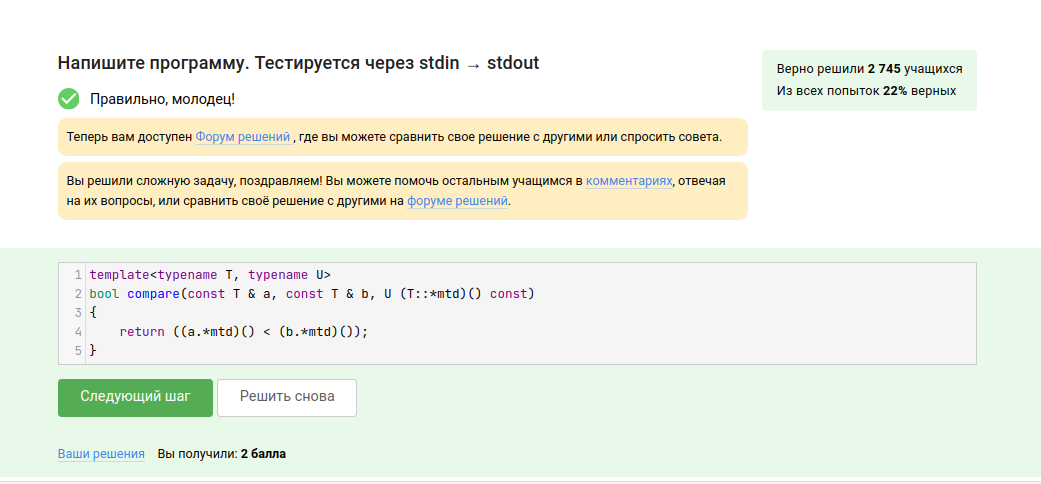 Напишите программу. Тестируется через stdin → stdout
Верно решили 2 745 учащихся
Из всех попыток 22% верных
Правильно, молодец!
Теперь вам доступен Форум решений , где вы можете сравнить свое решение с другими или спросить совета.
Вы решили сложную задачу, поздравляем! Вы можете помочь остальным учащимся в комментариях, отвечая
на их вопросы, или сравнить своё решение с другими на форуме решений.
1 template<typename T, typename U>
2 bool compare(const T & a, const T & b, U (T::*mtd)() const)
3 {
4     return ((a.*mtd)() < (b.*mtd)());
5 }
Следующий шаг Решить снова
Ваши решения Вы получили: 2 балла